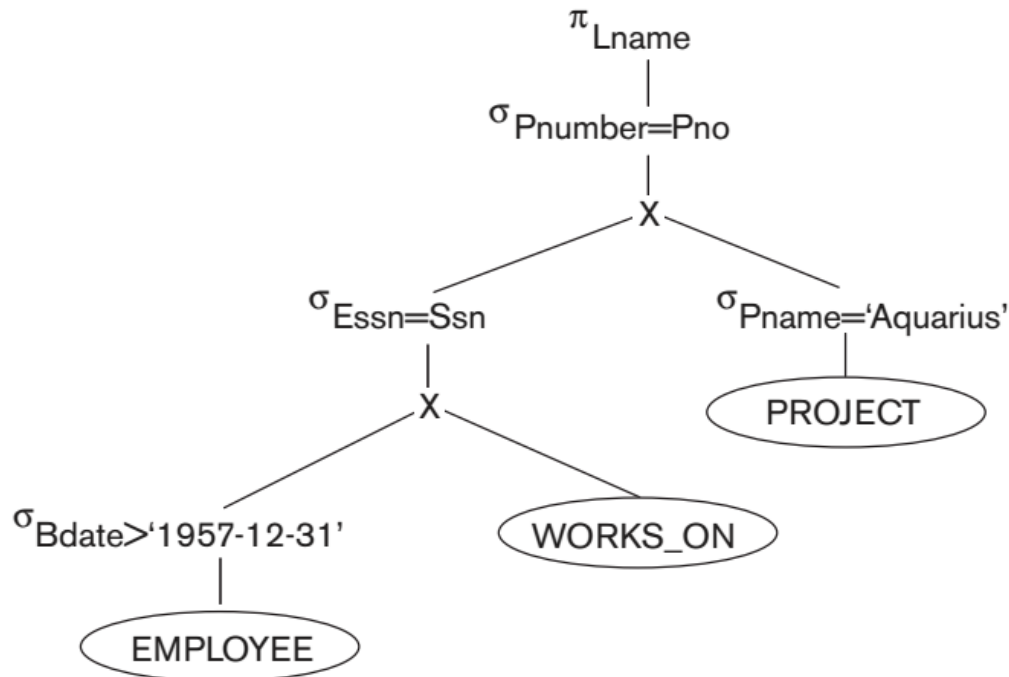 π Lname
σ Pnumber=Pno
X
σ Essn=Ssn
σ Pname=‘Aquarius’
X
PROJECT
σ Bdate>‘1957-12-31’
WORKS_ON
EMPLOYEE